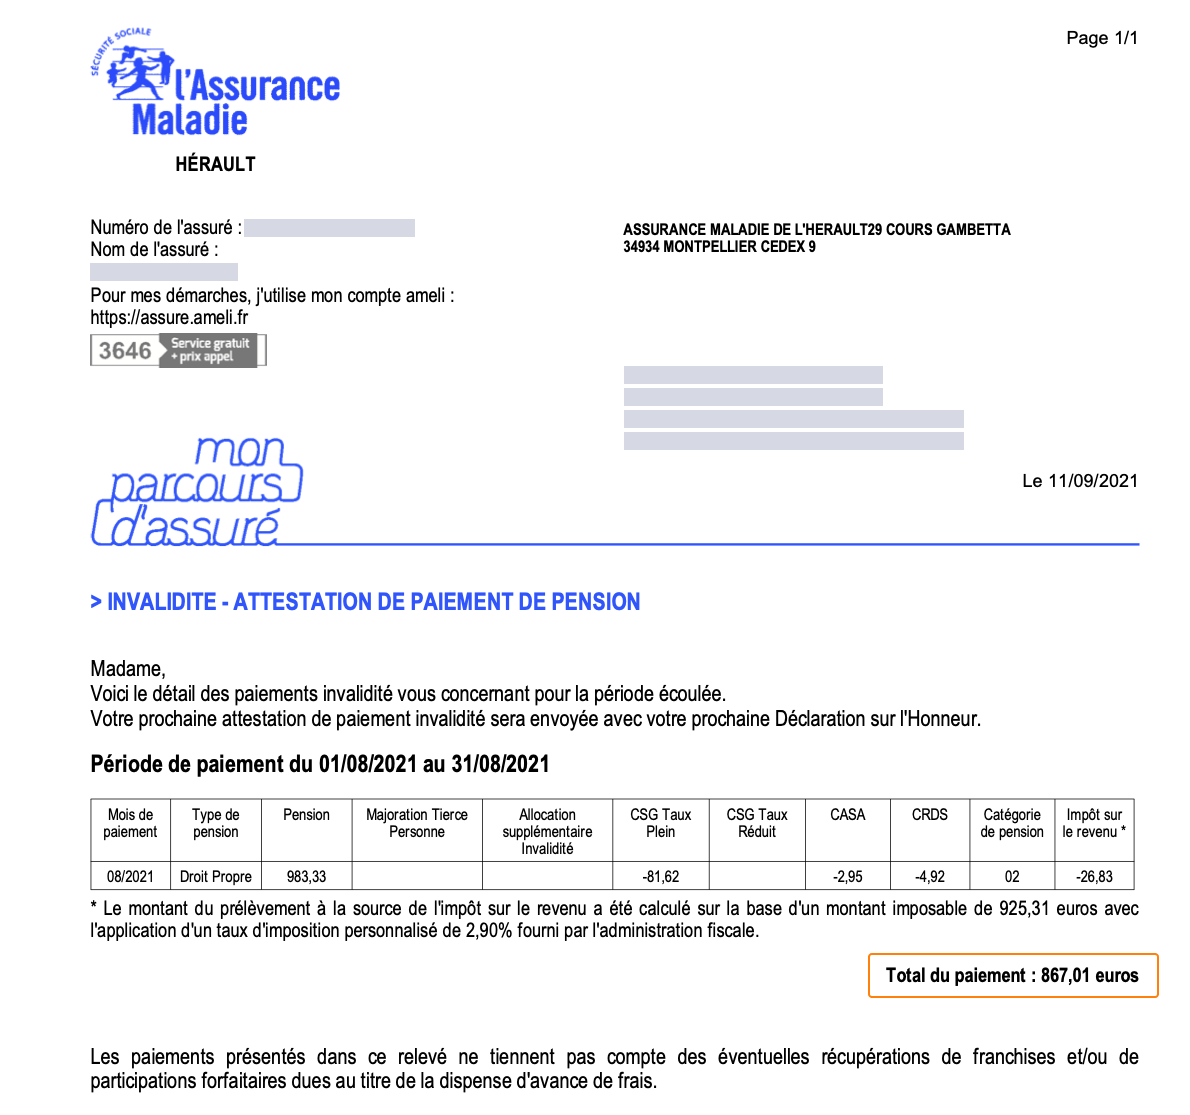 Page 1/1
SÉCURITÉ SOCIALE
l'Assurance
Maladie
HÉRAULT
Numéro de l'assuré :
Nom de l'assuré :
Pour mes démarches, j'utilise mon compte ameli :
https://assure.ameli.fr
3646 Service gratuit
+ prix appel
ASSURANCE MALADIE DE L'HERAULT29 COURS GAMBETTA
34934 MONTPELLIER CEDEX 9
mon
parcours
d'assuré
Le 11/09/2021
> INVALIDITE - ATTESTATION DE PAIEMENT DE PENSION
Madame,
Voici le détail des paiements invalidité vous concernant pour la période écoulée.
Votre prochaine attestation de paiement invalidité sera envoyée avec votre prochaine Déclaration sur l'Honneur.
Période de paiement du 01/08/2021 au 31/08/2021
Mois de Type de Pension Majoration Tierce Allocation CSG Taux CSG Taux CASA CRDS Catégorie Impôt sur
paiement pension Personne supplémentaire Plein Réduit de pension le revenu *
Invalidité
08/2021 Droit Propre 983,33 -81,62 -2,95 -4,92 02 -26,83
* Le montant du prélèvement à la source de l'impôt sur le revenu a été calculé sur la base d'un montant imposable de 925,31 euros avec
l'application d'un taux d'imposition personnalisé de 2,90% fourni par l'administration fiscale.
Total du paiement : 867,01 euros
Les paiements présentés dans ce relevé ne tiennent pas compte des éventuelles récupérations de franchises et/ou de
participations forfaitaires dues au titre de la dispense d'avance de frais.